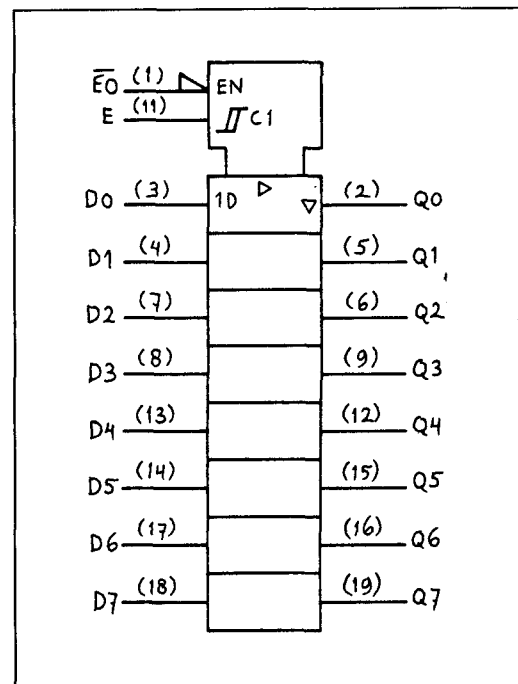 E̅O̅ (1) EN
E (11) C1
D0 (3) 1D (2) Q0
D1 (4) (5) Q1
D2 (7) (6) Q2
D3 (8) (9) Q3
D4 (13) (12) Q4
D5 (14) (15) Q5
D6 (17) (16) Q6
D7 (18) (19) Q7